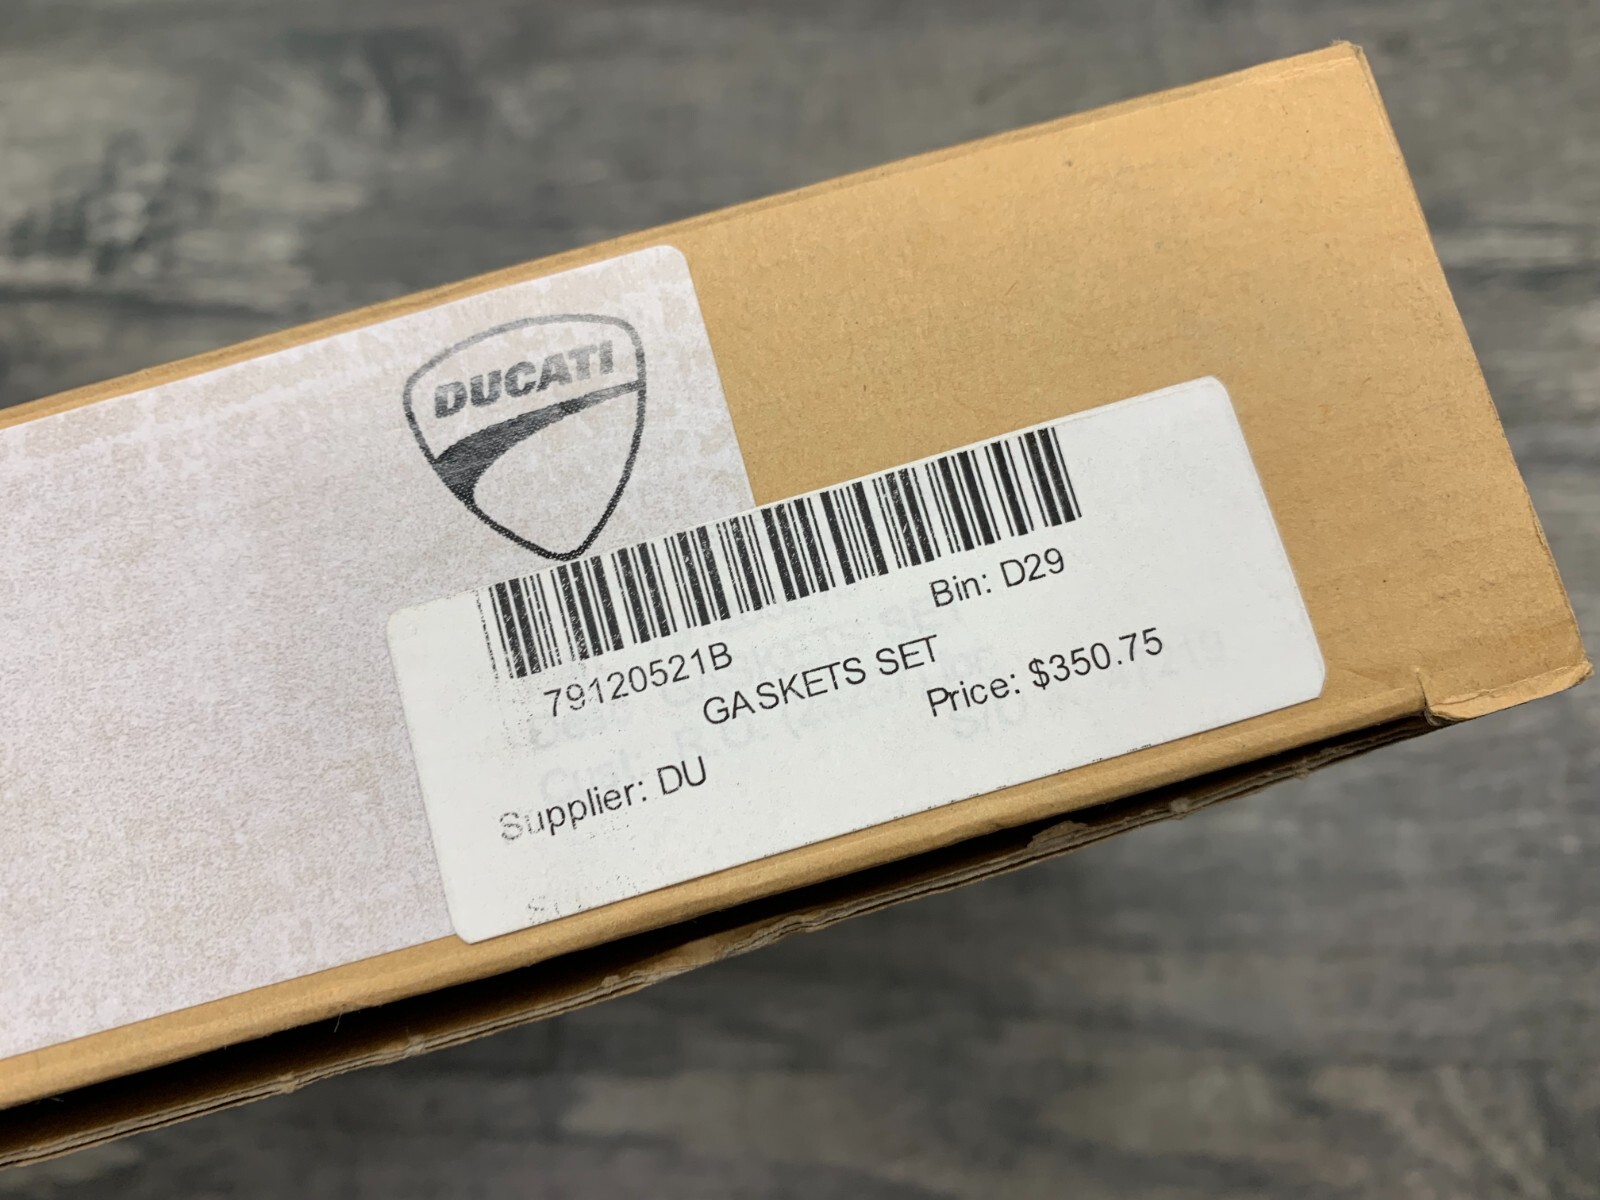 DUCATI
79120521B
Bin: D29
GASKETS SET
Price: $350.75
Supplier: DU